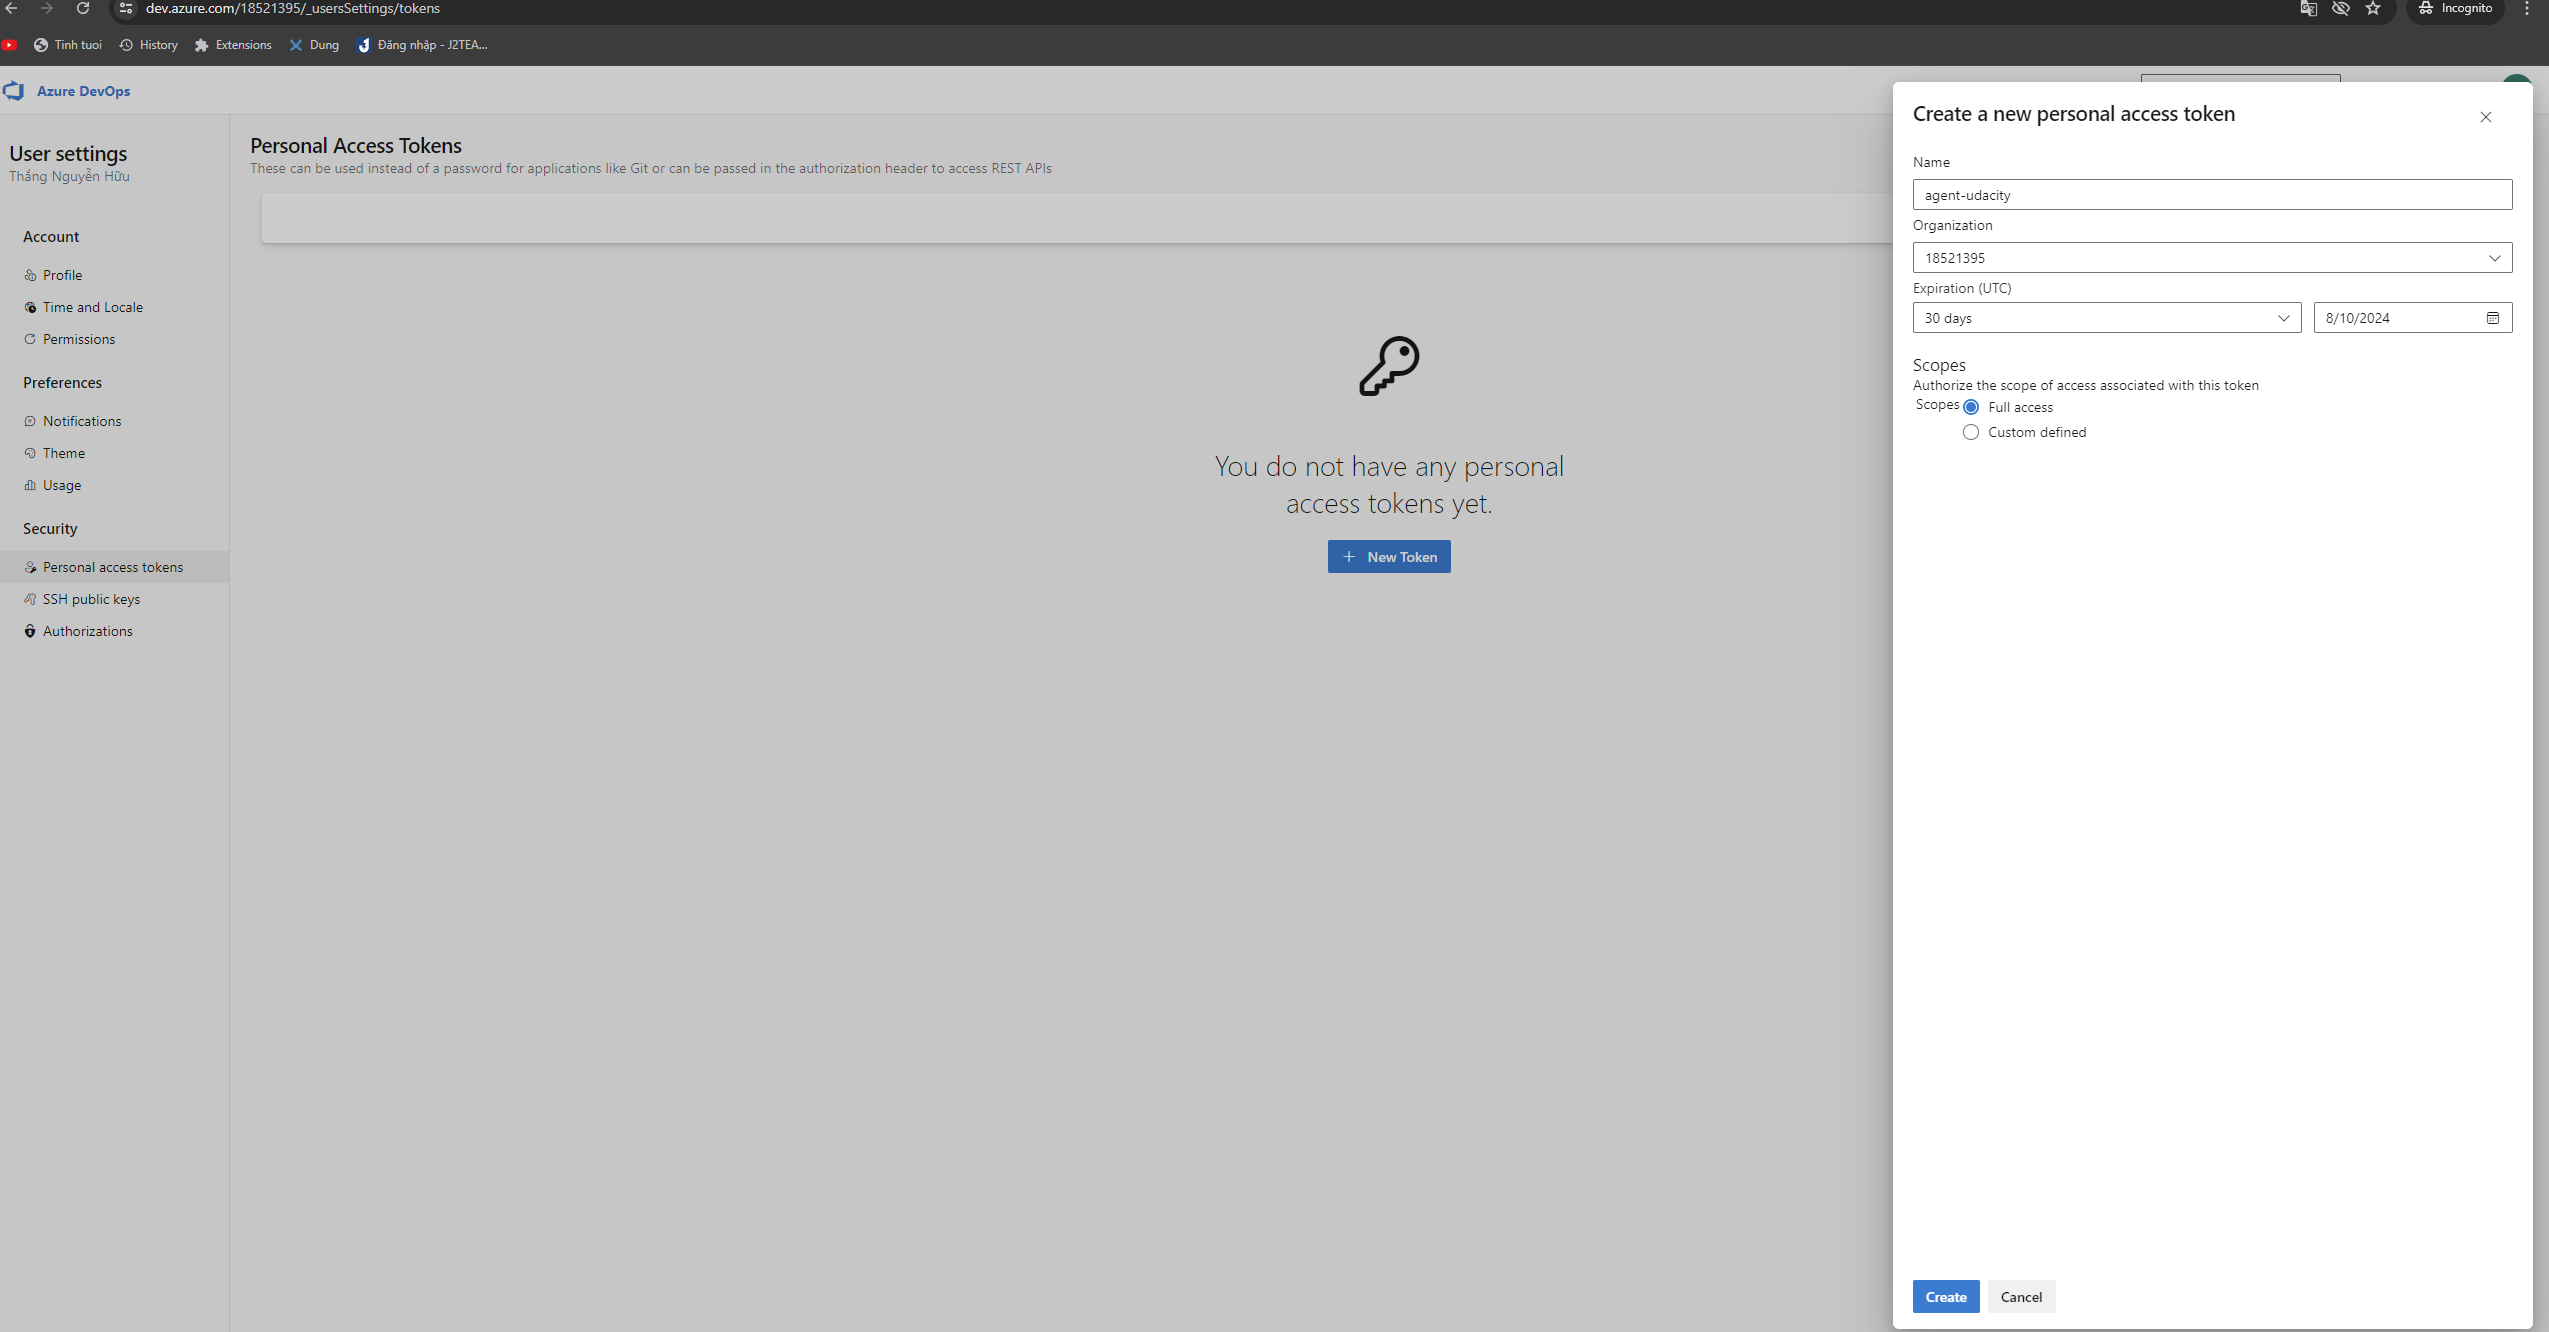 dev.azure.com/18521395/_usersSettings/tokens
Incognito
Tinh tuoi
History
Extensions
Dung
Đăng nhập - J2TEA...
Azure DevOps
User settings
Thắng Nguyễn Hữu
Account
Profile
Time and Locale
Permissions
Preferences
Notifications
Theme
Usage
Security
Personal access tokens
SSH public keys
Authorizations
Personal Access Tokens
These can be used instead of a password for applications like Git or can be passed in the authorization header to access REST APIs
You do not have any personal
access tokens yet.
New Token
Create a new personal access token
Name
agent-udacity
Organization
18521395
Expiration (UTC)
30 days
8/10/2024
Scopes
Authorize the scope of access associated with this token
Scopes
Full access
Custom defined
Create
Cancel